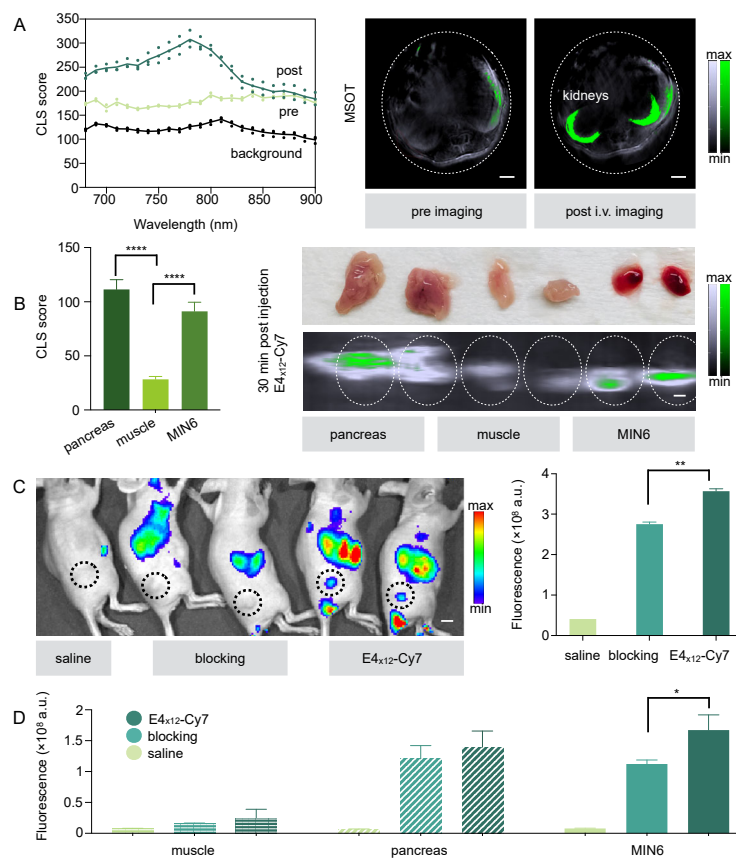 A
CLS score
350
300
250
200
150
100
50
0
post
pre
background
700
750
800
850
900
Wavelength (nm)
MSOT
kidneys
max
min
pre imaging
post i.v. imaging
B
CLS score
150
100
50
0
****
****
pancreas
muscle
MIN6
30 min post injection
E4x12-Cy7
max
min
pancreas
muscle
MIN6
C
max
min
saline
blocking
E4x12-Cy7
Fluorescence (×10⁸ a.u.)
4
3
2
1
0
**
saline
blocking
E4x12-Cy7
D
Fluorescence (×10⁸ a.u.)
2
1.5
1
0.5
0
E4x12-Cy7
blocking
saline
*
muscle
pancreas
MIN6